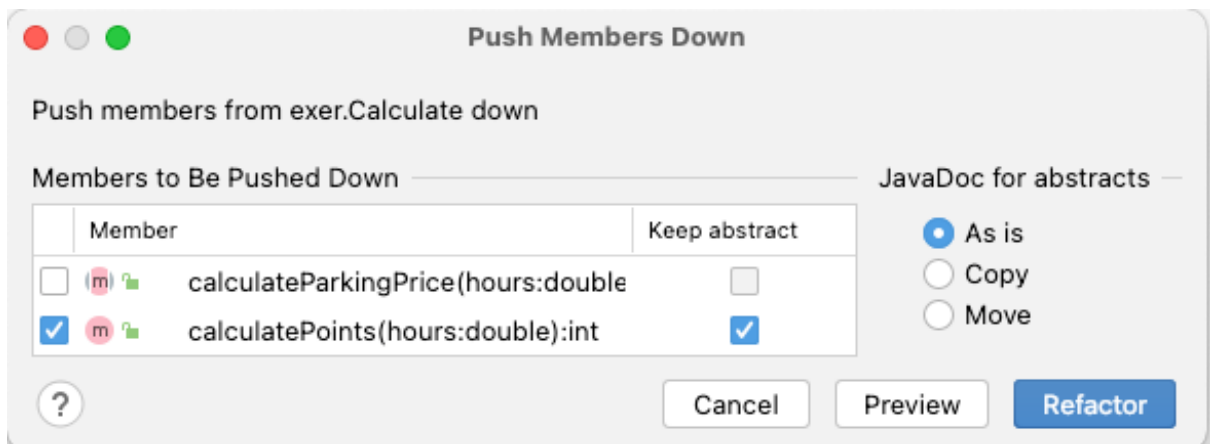 Push Members Down
Push members from exer.Calculate down
Members to Be Pushed Down
JavaDoc for abstracts
Member
Keep abstract
m
calculateParkingPrice(hours:double
m
calculatePoints(hours:double):int
As is
Copy
Move
?
Cancel
Preview
Refactor